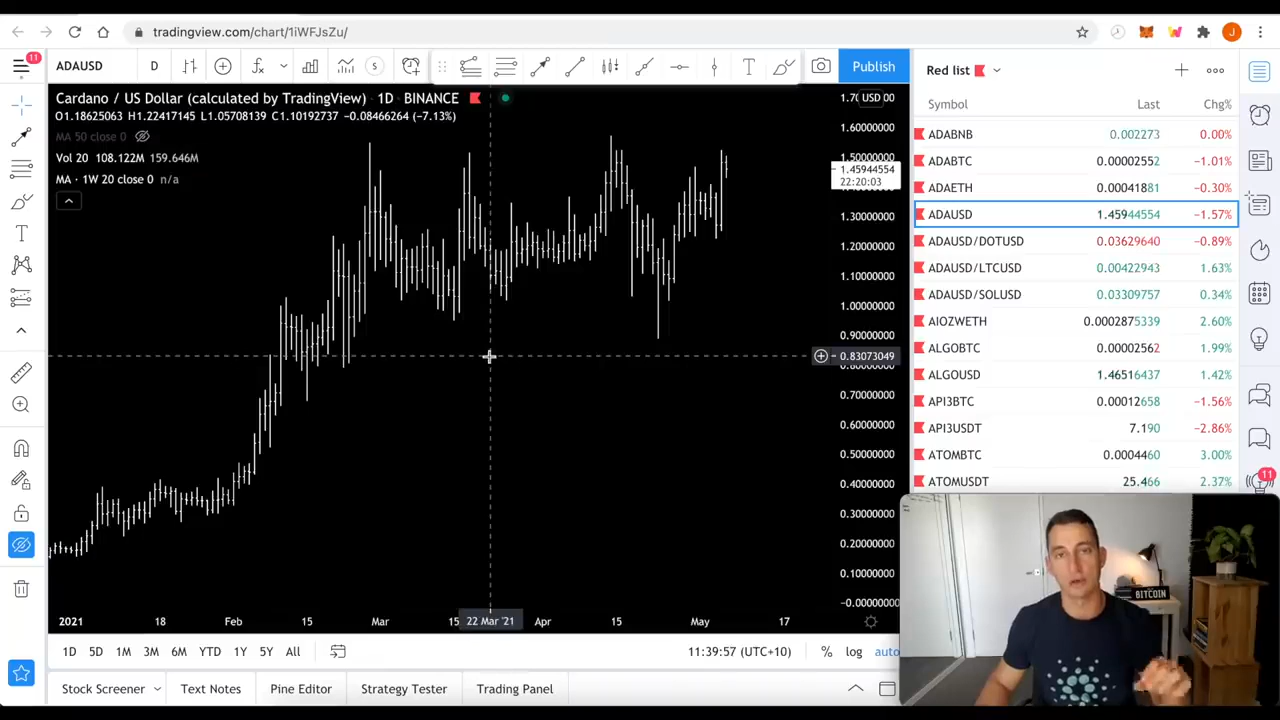 tradingview.com/chart/1iWFJsZu/
J
11
ADAUSD
D
S
T
Publish
Cardano / US Dollar (calculated by TradingView) · 1D · BINANCE
O1.18625063 H1.22417145 L1.05708139 C1.10192737 −0.08466264 (−7.13%)
MA 50 close 0
Vol 20 108.122M 159.646M
MA · 1W 20 close 0 n/a
USD
1.60000000
1.50000000
1.45944554
22:20:03
1.30000000
1.20000000
1.10000000
1.00000000
0.90000000
0.83073049
0.80000000
0.70000000
0.60000000
0.50000000
0.40000000
0.30000000
0.20000000
0.10000000
−0.00000000
2021 18 Feb 15 Mar 15 22 Mar '21 Apr 15 May 17
1D 5D 1M 3M 6M YTD 1Y 5Y All
11:39:57 (UTC+10) % log auto
Stock Screener Text Notes Pine Editor Strategy Tester Trading Panel
Red list
Symbol Last Chg%
ADABNB 0.002273 0.00%
ADABTC 0.00002552 −1.01%
ADAETH 0.00041881 −0.30%
ADAUSD 1.45944554 −1.57%
ADAUSD/DOTUSD 0.03629640 −0.89%
ADAUSD/LTCUSD 0.00422943 1.63%
ADAUSD/SOLUSD 0.03309757 0.34%
AIOZWETH 0.0002875339 2.60%
ALGOBTC 0.00002562 1.99%
ALGOUSD 1.46516437 1.42%
API3BTC 0.00012658 −1.56%
API3USDT 7.190 −2.86%
ATOMBTC 0.0004460 3.00%
ATOMUSDT 25.466 2.37%
11
BITCOIN